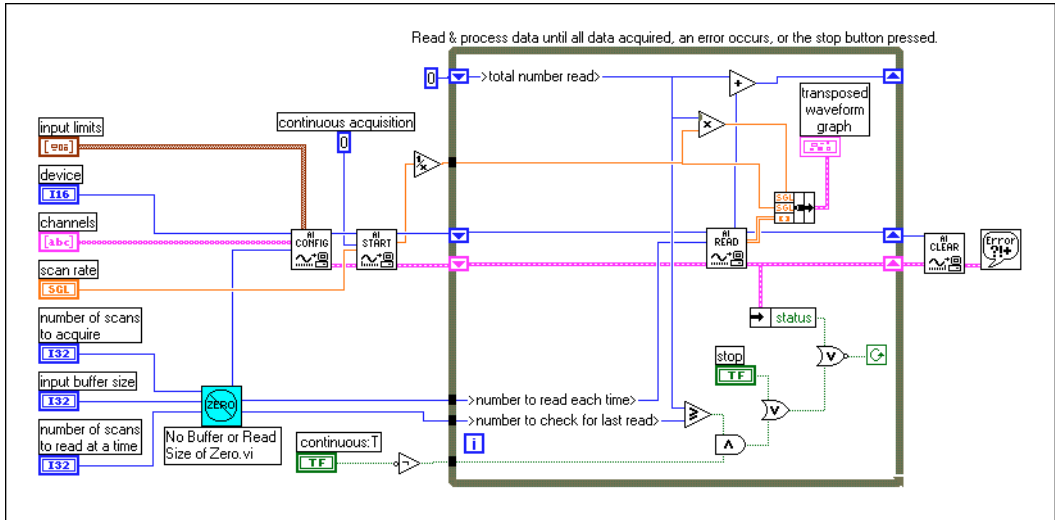 Read & process data until all data acquired, an error occurs, or the stop button pressed.
0
>total number read>
+
transposed
waveform
graph
input limits
continuous acquisition
0
x
1/x
device
I16
channels
[abc]
AI
CONFIG
AI
START
SGL
SGL
AI
READ
AI
CLEAR
Error
?!+
scan rate
SGL
number of scans
to acquire
I32
status
V
stop
TF
input buffer size
I32
ZERO
>number to read each time>
V
≥
>number to check for last read>
number of scans
to read at a time
I32
No Buffer or Read
Size of Zero.vi
continuous:T
TF
¬
i
Λ